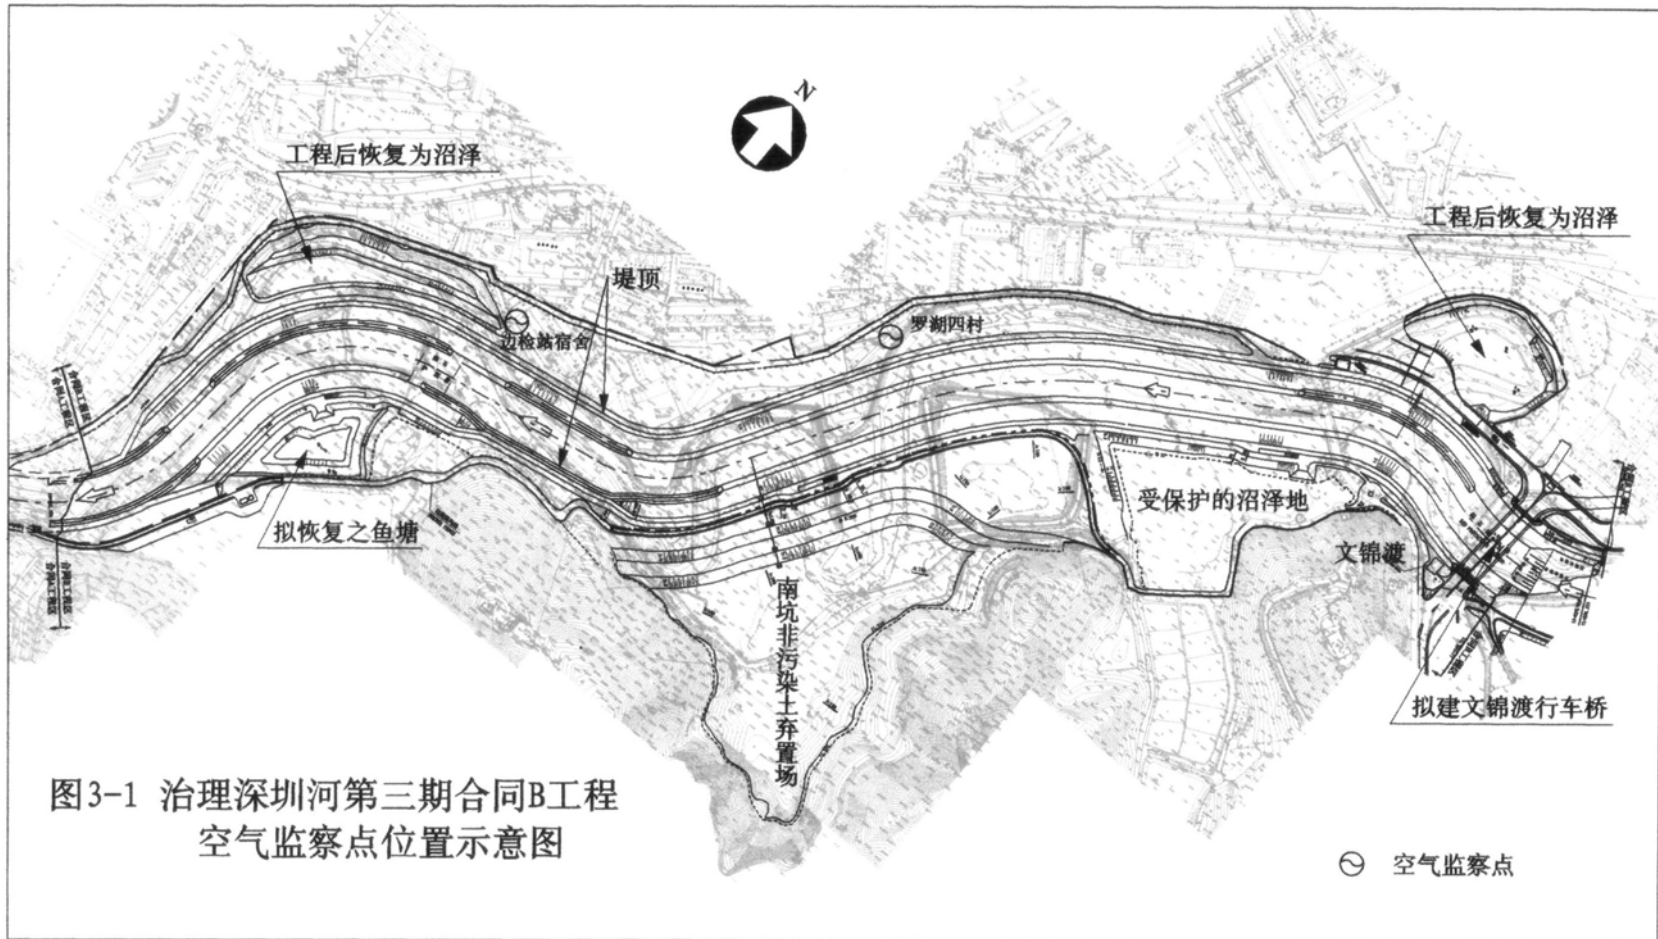 N
工程后恢复为沼泽
工程后恢复为沼泽
堤顶
罗湖四村
边检站宿舍
受保护的沼泽地
拟恢复之鱼塘
文锦渡
南坑非污染土弃置场
拟建文锦渡行车桥
图3-1 治理深圳河第三期合同B工程
空气监察点位置示意图
空气监察点